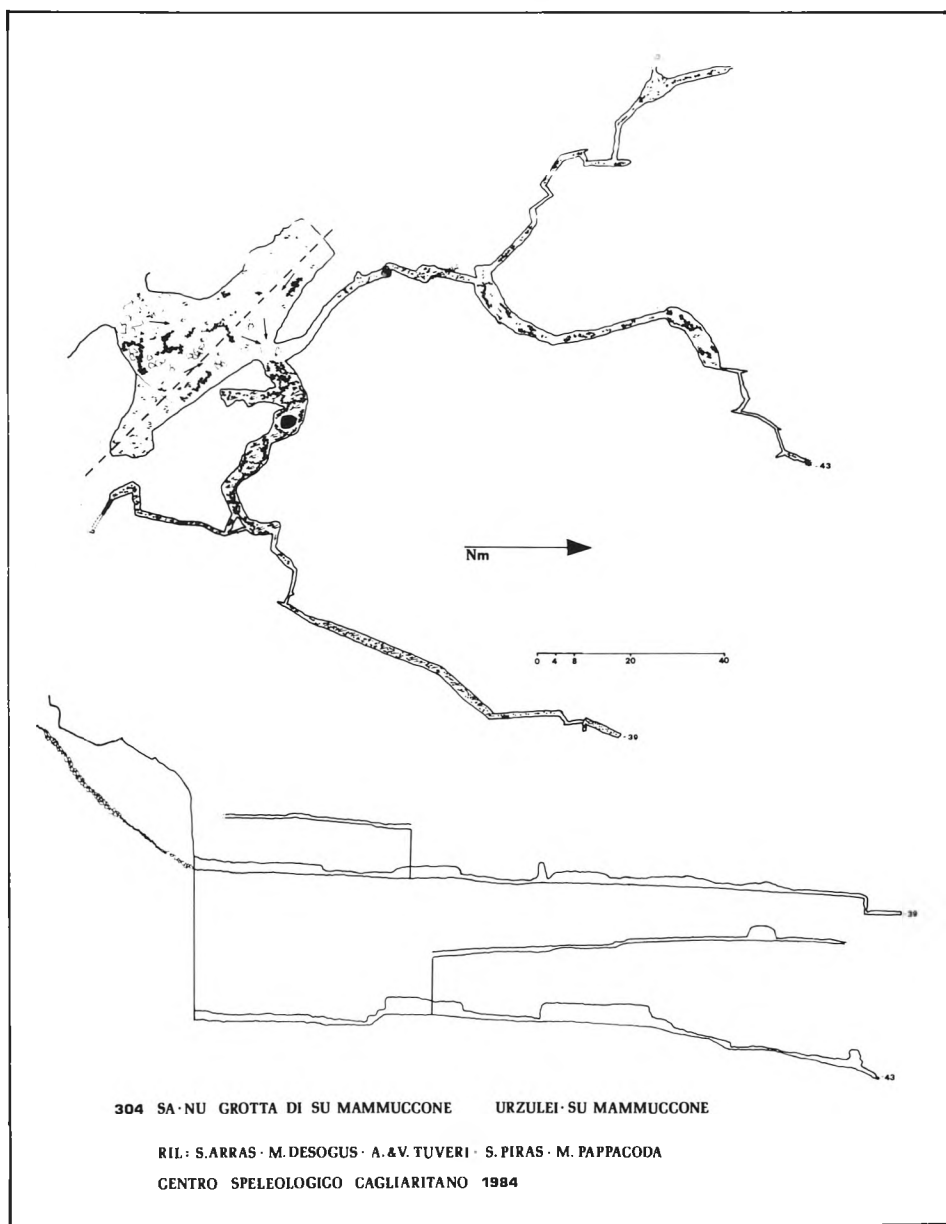 -43
Nm
0 4 8 20 40
-39
-39
-43
304 SA·NU GROTTA DI SU MAMMUCCONE URZULEI·SU MAMMUCCONE
RIL: S.ARRAS · M.DESOGUS · A.&V.TUVERI · S.PIRAS · M.PAPPACODA
CENTRO SPELEOLOGICO CAGLIARITANO 1984